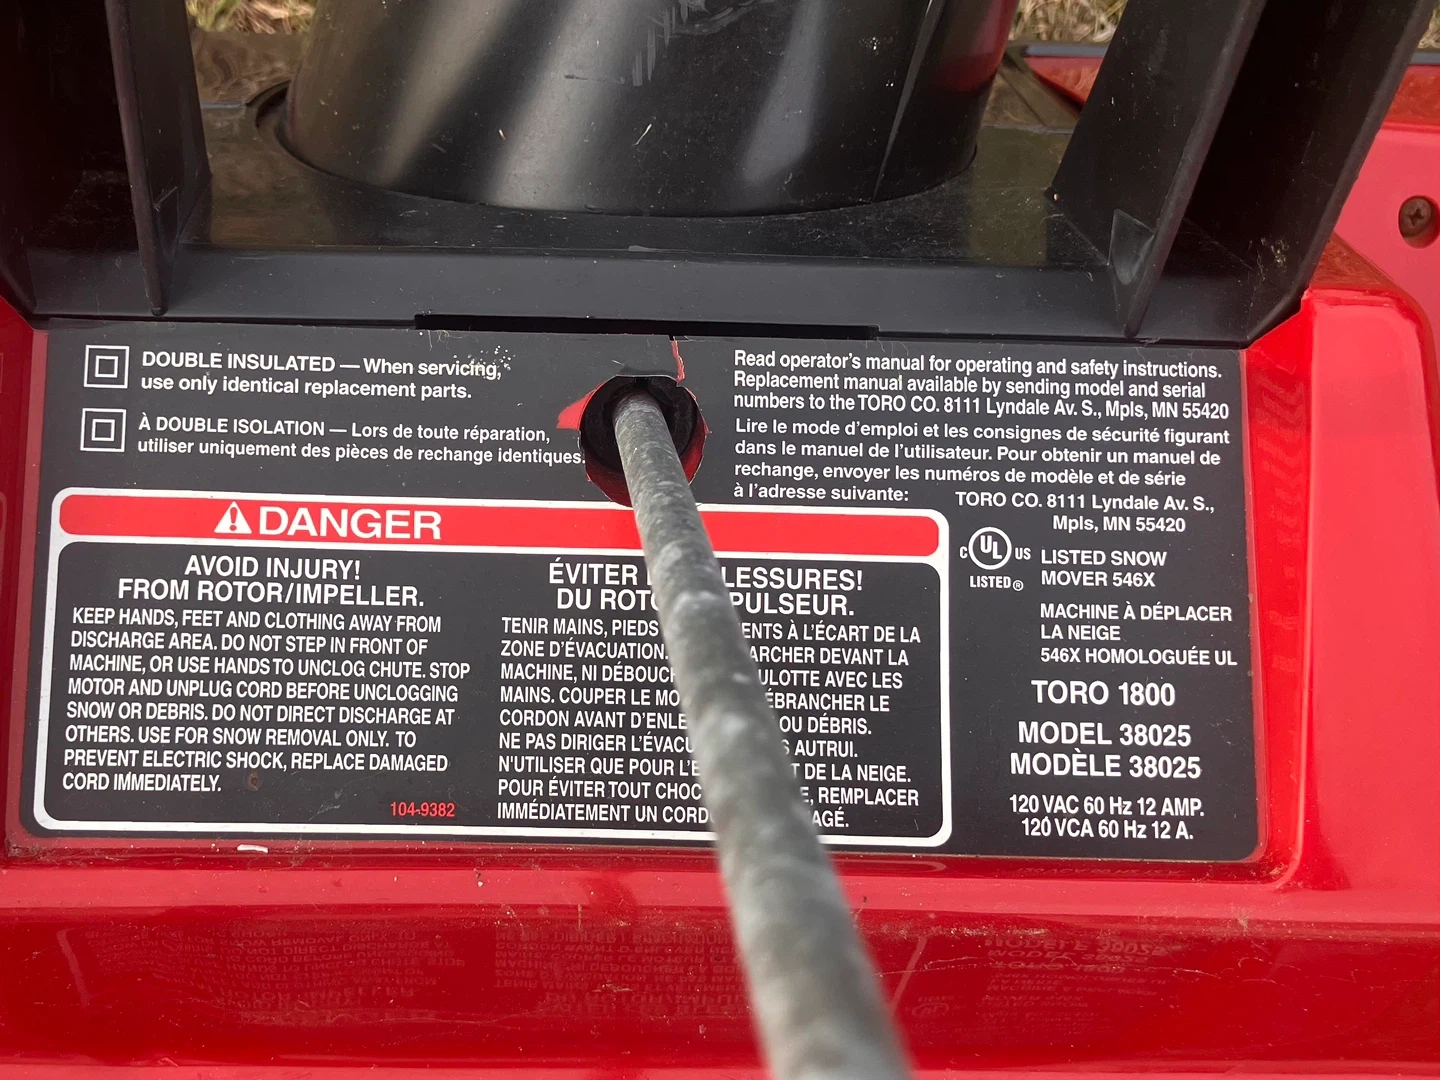 DOUBLE INSULATED — When servicing,
use only identical replacement parts.
À DOUBLE ISOLATION — Lors de toute réparation,
utiliser uniquement des pièces de rechange identiques.
Read operator's manual for operating and safety instructions.
Replacement manual available by sending model and serial
numbers to the TORO CO. 8111 Lyndale Av. S., Mpls, MN 55420
Lire le mode d'emploi et les consignes de sécurité figurant
dans le manuel de l'utilisateur. Pour obtenir un manuel de
rechange, envoyer les numéros de modèle et de série
à l'adresse suivante:
TORO CO. 8111 Lyndale Av. S.,
Mpls, MN 55420
DANGER
AVOID INJURY!
FROM ROTOR/IMPELLER.
KEEP HANDS, FEET AND CLOTHING AWAY FROM
DISCHARGE AREA. DO NOT STEP IN FRONT OF
MACHINE, OR USE HANDS TO UNCLOG CHUTE. STOP
MOTOR AND UNPLUG CORD BEFORE UNCLOGGING
SNOW OR DEBRIS. DO NOT DIRECT DISCHARGE AT
OTHERS. USE FOR SNOW REMOVAL ONLY. TO
PREVENT ELECTRIC SHOCK, REPLACE DAMAGED
CORD IMMEDIATELY.
104-9382
ÉVITER LESSURES!
DU ROTO PULSEUR.
TENIR MAINS, PIEDS ENTS À L'ÉCART DE LA
ZONE D'ÉVACUATION. ARCHER DEVANT LA
MACHINE, NI DÉBOUCH ULOTTE AVEC LES
MAINS. COUPER LE MO ÉBRANCHER LE
CORDON AVANT D'ENLE OU DÉBRIS.
NE PAS DIRIGER L'ÉVACU S AUTRUI.
N'UTILISER QUE POUR L'E T DE LA NEIGE.
POUR ÉVITER TOUT CHOC E, REMPLACER
IMMÉDIATEMENT UN CORD AGÉ.
C UL US
LISTED®
LISTED SNOW
MOVER 546X
MACHINE À DÉPLACER
LA NEIGE
546X HOMOLOGUÉE UL
TORO 1800
MODEL 38025
MODÈLE 38025
120 VAC 60 Hz 12 AMP.
120 VCA 60 Hz 12 A.